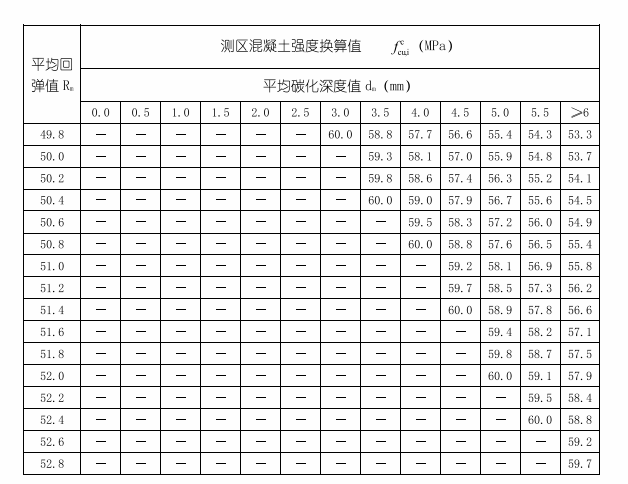 平均回弹值 Rm
测区混凝土强度换算值 f c cu,i (MPa)
平均碳化深度值 dm (mm)
0.0 0.5 1.0 1.5 2.0 2.5 3.0 3.5 4.0 4.5 5.0 5.5 ≥6
49.8 — — — — — — 60.0 58.8 57.7 56.6 55.4 54.3 53.3
50.0 — — — — — — — 59.3 58.1 57.0 55.9 54.8 53.7
50.2 — — — — — — — 59.8 58.6 57.4 56.3 55.2 54.1
50.4 — — — — — — — 60.0 59.0 57.9 56.7 55.6 54.5
50.6 — — — — — — — — 59.5 58.3 57.2 56.0 54.9
50.8 — — — — — — — — 60.0 58.8 57.6 56.5 55.4
51.0 — — — — — — — — — 59.2 58.1 56.9 55.8
51.2 — — — — — — — — — 59.7 58.5 57.3 56.2
51.4 — — — — — — — — — 60.0 58.9 57.8 56.6
51.6 — — — — — — — — — — 59.4 58.2 57.1
51.8 — — — — — — — — — — 59.8 58.7 57.5
52.0 — — — — — — — — — — 60.0 59.1 57.9
52.2 — — — — — — — — — — — 59.5 58.4
52.4 — — — — — — — — — — — 60.0 58.8
52.6 — — — — — — — — — — — — 59.2
52.8 — — — — — — — — — — — — 59.7